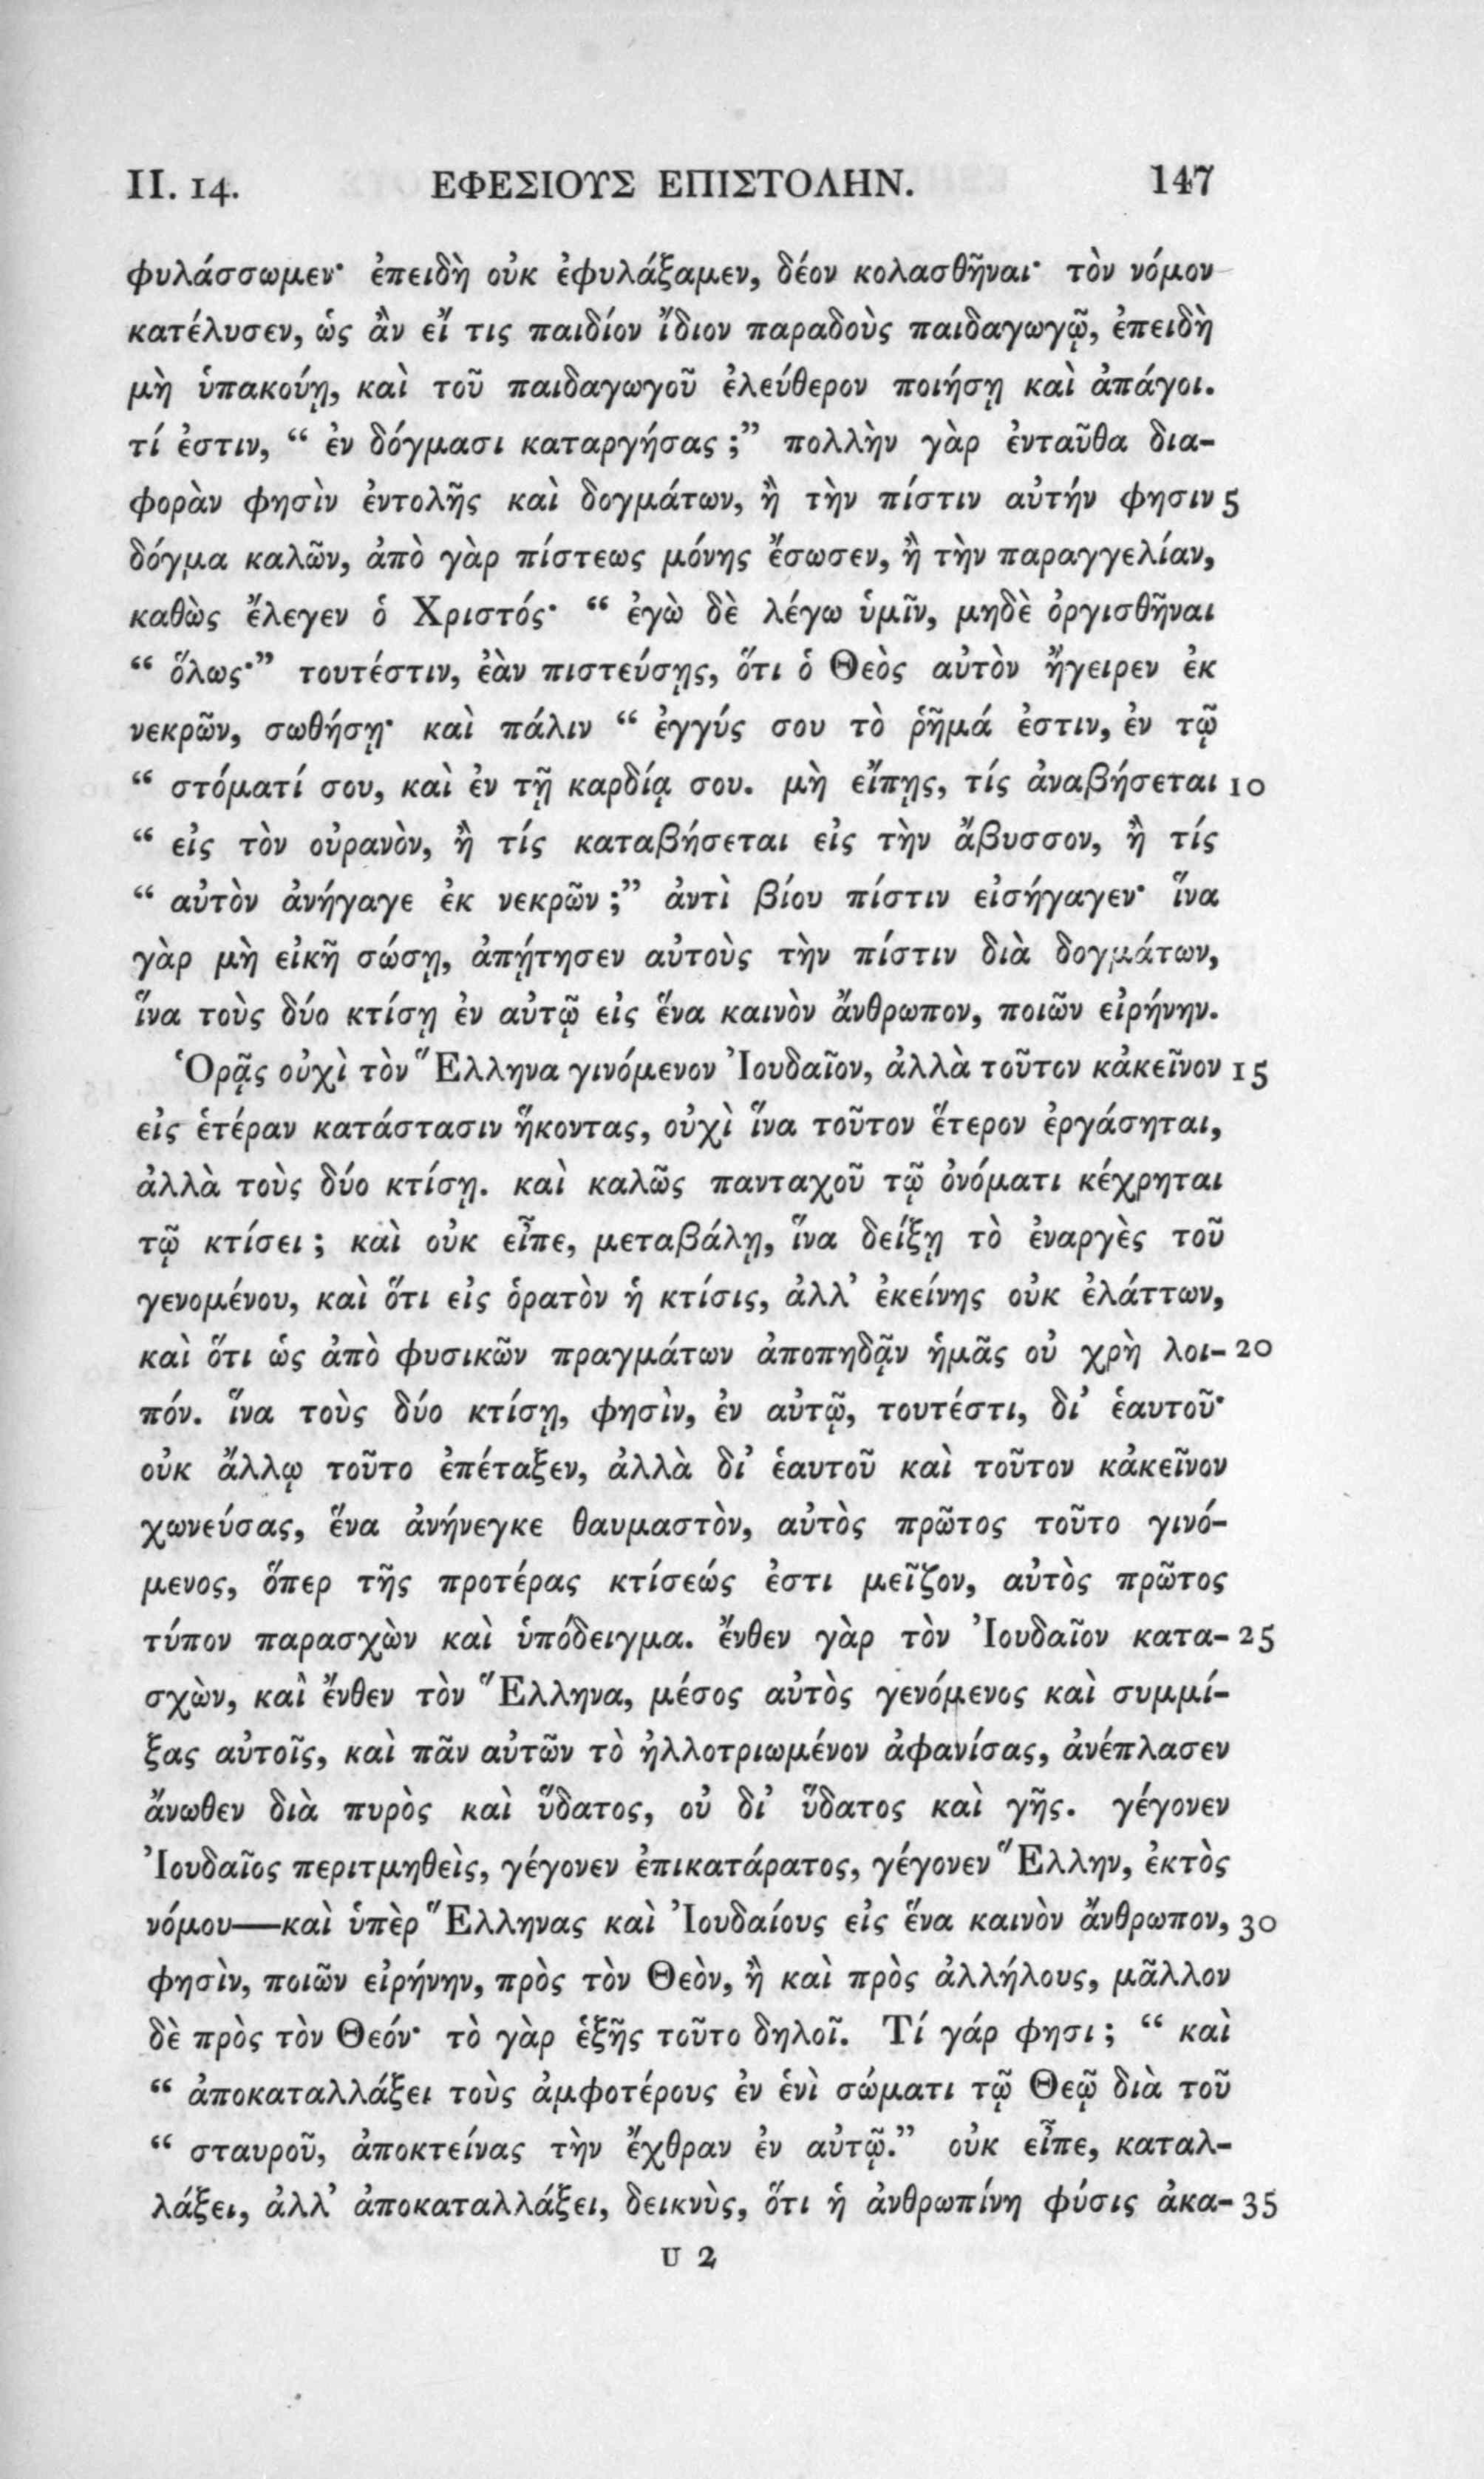 II. 14. ΕΦΕΣΙΟΥΣ ΕΠΙΣΤΟΛΗΝ. 147
φυλάσσωμεν· ἐπειδὴ οὐκ ἐφυλάξαμεν, δέον κολασθῆναι· τὸν νόμον
κατέλυσεν, ὡς ἂν εἴ τις παιδίον ἴδιον παραδοὺς παιδαγωγῷ, ἐπειδὴ
μὴ ὑπακούῃ, καὶ τοῦ παιδαγωγοῦ ἐλεύθερον ποιήσῃ καὶ ἀπάγοι.
τί ἐστιν, “ ἐν δόγμασι καταργήσας ;” πολλὴν γὰρ ἐνταῦθα δια-
φορὰν φησὶν ἐντολῆς καὶ δογμάτων, ἢ τὴν πίστιν αὐτήν φησιν 5
δόγμα καλῶν, ἀπὸ γὰρ πίστεως μόνης ἔσωσεν, ἢ τὴν παραγγελίαν,
καθὼς ἔλεγεν ὁ Χριστός· “ ἐγὼ δὲ λέγω ὑμῖν, μηδὲ ὀργισθῆναι
“ ὅλως·” τουτέστιν, ἐὰν πιστεύσῃς, ὅτι ὁ Θεὸς αὐτὸν ἤγειρεν ἐκ
νεκρῶν, σωθήσῃ· καὶ πάλιν “ ἐγγύς σου τὸ ῥῆμά ἐστιν, ἐν τῷ
“ στόματί σου, καὶ ἐν τῇ καρδίᾳ σου. μὴ εἴπῃς, τίς ἀναβήσεται 10
“ εἰς τὸν οὐρανὸν, ἢ τίς καταβήσεται εἰς τὴν ἄβυσσον, ἢ τίς
“ αὐτὸν ἀνήγαγε ἐκ νεκρῶν ;” ἀντὶ βίου πίστιν εἰσήγαγεν· ἵνα
γὰρ μὴ εἰκῆ σώσῃ, ἀπῄτησεν αὐτοὺς τὴν πίστιν διὰ δογμάτων,
ἵνα τοὺς δύο κτίσῃ ἐν αὐτῷ εἰς ἕνα καινὸν ἄνθρωπον, ποιῶν εἰρήνην.
Ὁρᾷς οὐχὶ τὸν Ἕλληνα γινόμενον Ἰουδαῖον, ἀλλὰ τοῦτον κἀκεῖνον 15
εἰς ἑτέραν κατάστασιν ἥκοντας, οὐχὶ ἵνα τοῦτον ἕτερον ἐργάσηται,
ἀλλὰ τοὺς δύο κτίσῃ. καὶ καλῶς πανταχοῦ τῷ ὀνόματι κέχρηται
τῷ κτίσει ; καὶ οὐκ εἶπε, μεταβάλῃ, ἵνα δείξῃ τὸ ἐναργὲς τοῦ
γενομένου, καὶ ὅτι εἰς ὁρατὸν ἡ κτίσις, ἀλλ’ ἐκείνης οὐκ ἐλάττων,
καὶ ὅτι ὡς ἀπὸ φυσικῶν πραγμάτων ἀποπηδᾷν ἡμᾶς οὐ χρὴ λοι- 20
πόν. ἵνα τοὺς δύο κτίσῃ, φησὶν, ἐν αὐτῷ, τουτέστι, δι’ ἑαυτοῦ·
οὐκ ἄλλῳ τοῦτο ἐπέταξεν, ἀλλὰ δι’ ἑαυτοῦ καὶ τοῦτον κἀκεῖνον
χωνεύσας, ἕνα ἀνήνεγκε θαυμαστὸν, αὐτὸς πρῶτος τοῦτο γινό-
μενος, ὅπερ τῆς προτέρας κτίσεώς ἐστι μεῖζον, αὐτὸς πρῶτος
τύπον παρασχὼν καὶ ὑπόδειγμα. ἔνθεν γὰρ τὸν Ἰουδαῖον κατα- 25
σχὼν, καὶ ἔνθεν τὸν Ἕλληνα, μέσος αὐτὸς γενόμενος καὶ συμμί-
ξας αὐτοῖς, καὶ πᾶν αὐτῶν τὸ ἠλλοτριωμένον ἀφανίσας, ἀνέπλασεν
ἄνωθεν διὰ πυρὸς καὶ ὕδατος, οὐ δι’ ὕδατος καὶ γῆς. γέγονεν
Ἰουδαῖος περιτμηθεὶς, γέγονεν ἐπικατάρατος, γέγονεν Ἕλλην, ἐκτὸς
νόμου—καὶ ὑπὲρ Ἕλληνας καὶ Ἰουδαίους εἰς ἕνα καινὸν ἄνθρωπον, 30
φησὶν, ποιῶν εἰρήνην, πρὸς τὸν Θεὸν, ἢ καὶ πρὸς ἀλλήλους, μᾶλλον
δὲ πρὸς τὸν Θεόν· τὸ γὰρ ἑξῆς τοῦτο δηλοῖ. Τί γάρ φησι ; “ καὶ
“ ἀποκαταλλάξει τοὺς ἀμφοτέρους ἐν ἑνὶ σώματι τῷ Θεῷ διὰ τοῦ
“ σταυροῦ, ἀποκτείνας τὴν ἔχθραν ἐν αὐτῷ.” οὐκ εἶπε, καταλ-
λάξει, ἀλλ’ ἀποκαταλλάξει, δεικνὺς, ὅτι ἡ ἀνθρωπίνη φύσις ἀκα- 35
U 2